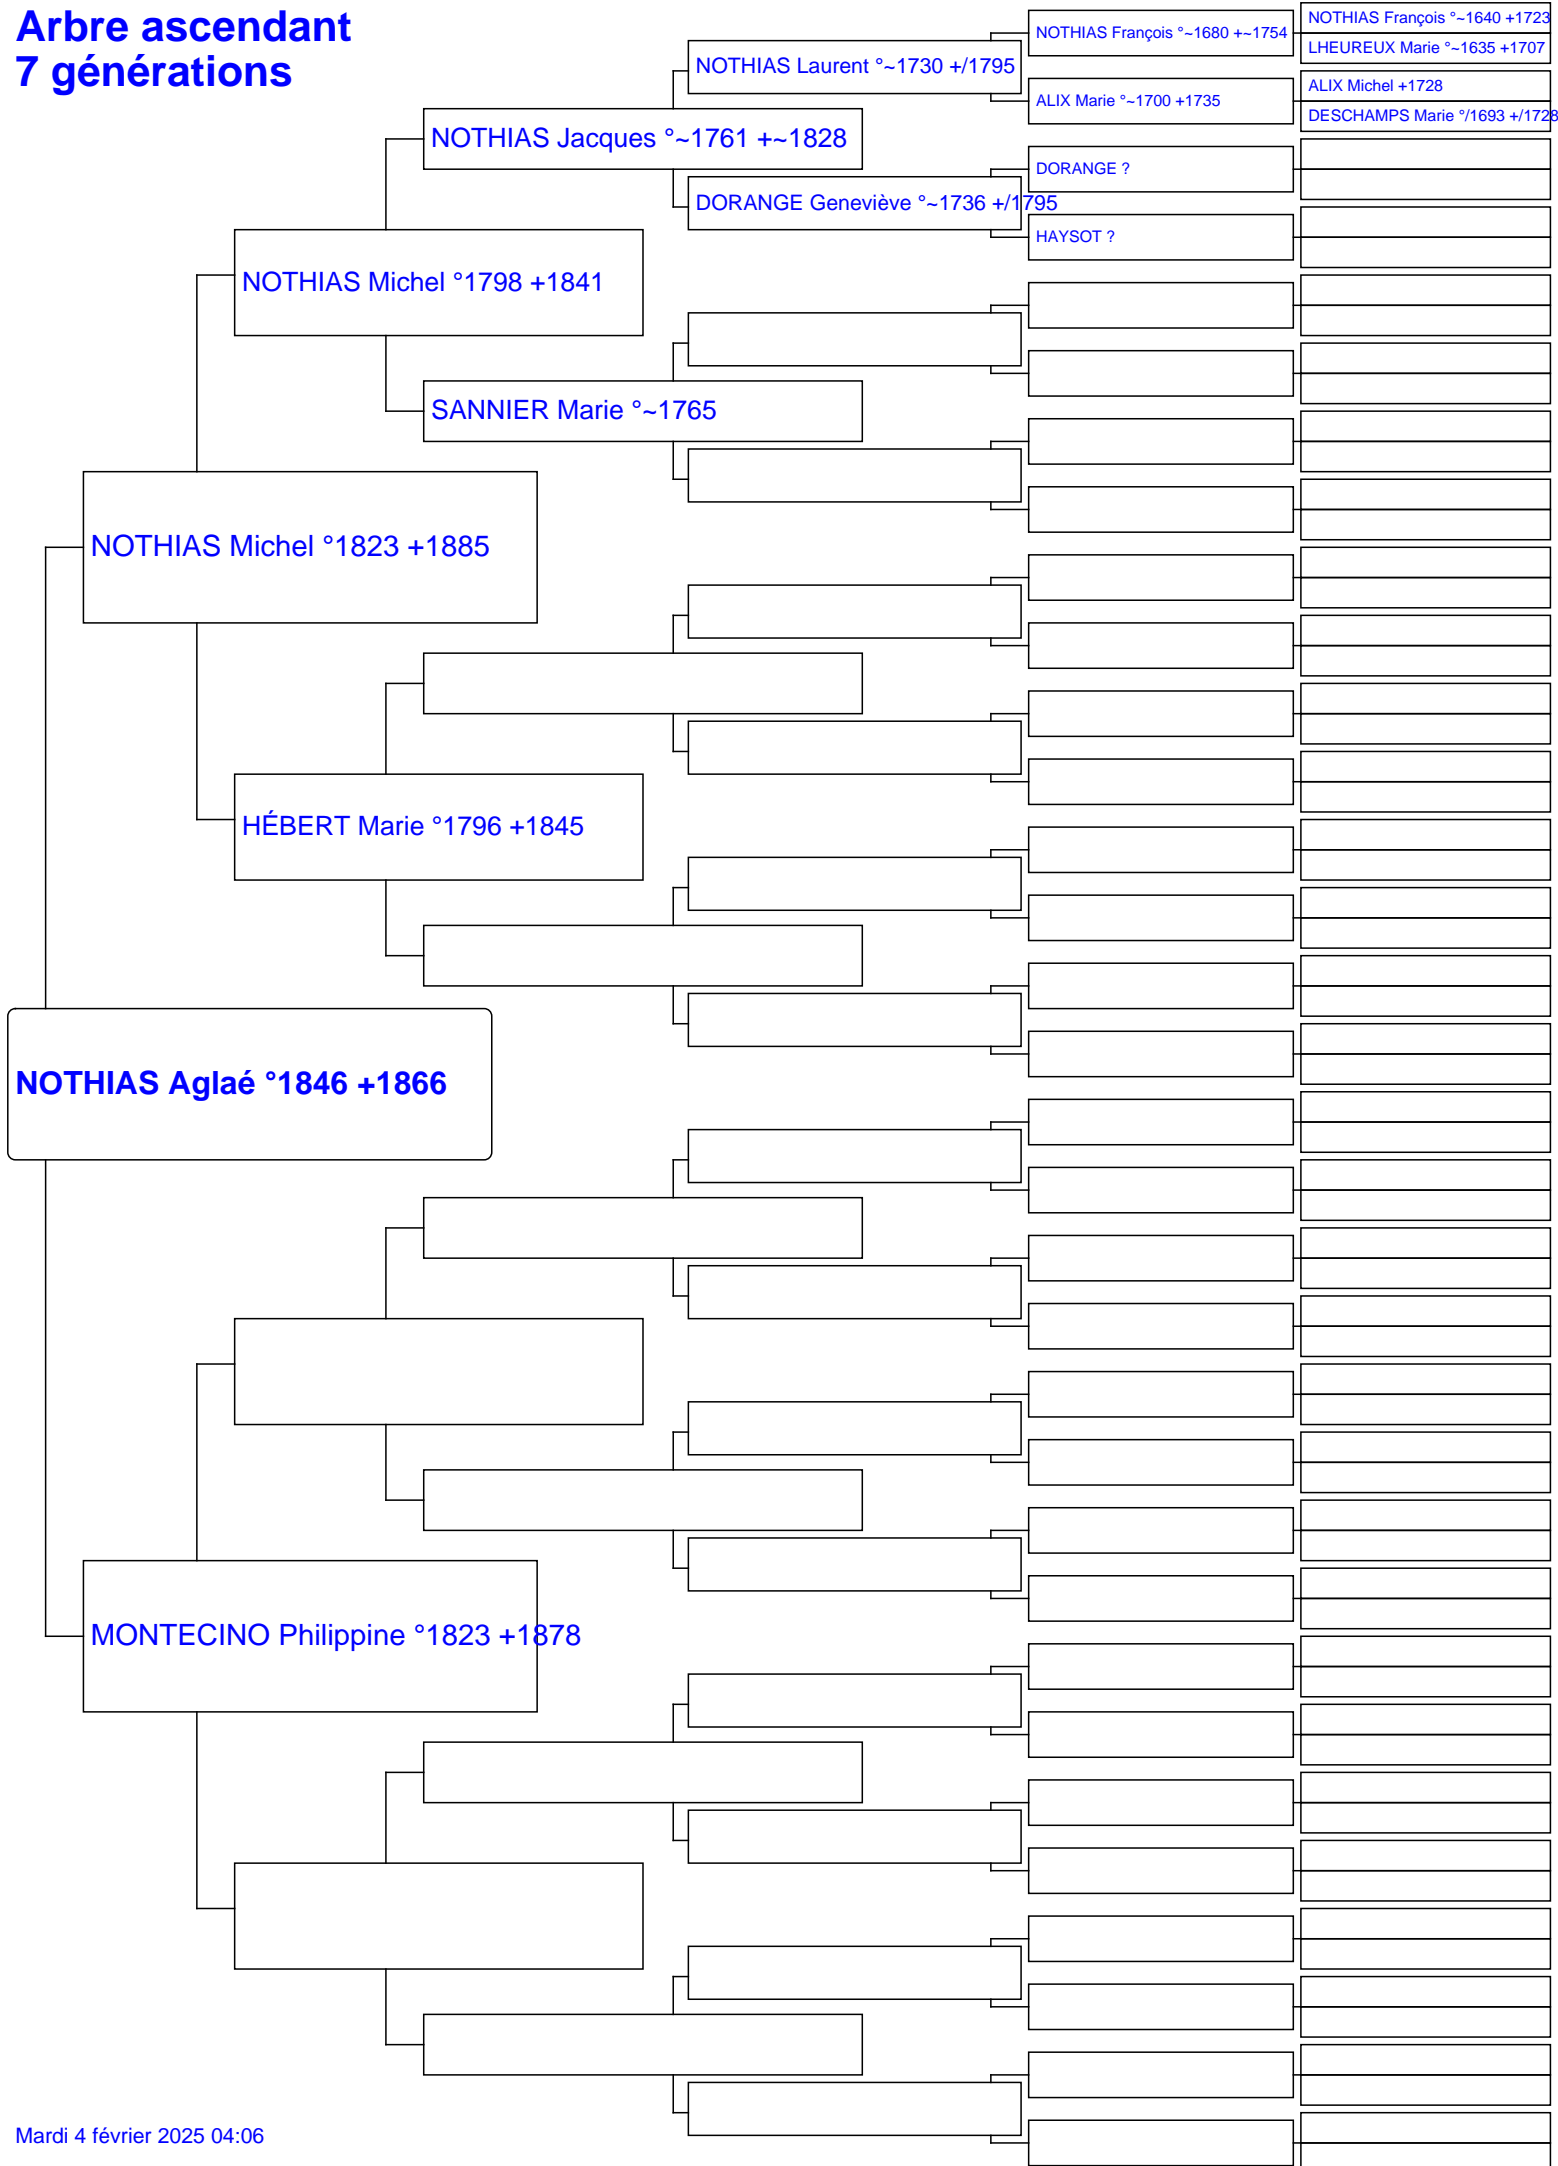 Arbre ascendant
7 générations
NOTHIAS François °~1640 +1723
NOTHIAS François °~1680 +~1754
LHEUREUX Marie °~1635 +1707
NOTHIAS Laurent °~1730 +/1795
ALIX Michel +1728
ALIX Marie °~1700 +1735
DESCHAMPS Marie °/1693 +/1728
NOTHIAS Jacques °~1761 +~1828
DORANGE ?
DORANGE Geneviève °~1736 +/1795
HAYSOT ?
NOTHIAS Michel °1798 +1841
SANNIER Marie °~1765
NOTHIAS Michel °1823 +1885
HÉBERT Marie °1796 +1845
NOTHIAS Aglaé °1846 +1866
MONTECINO Philippine °1823 +1878
Mardi 4 février 2025 04:06